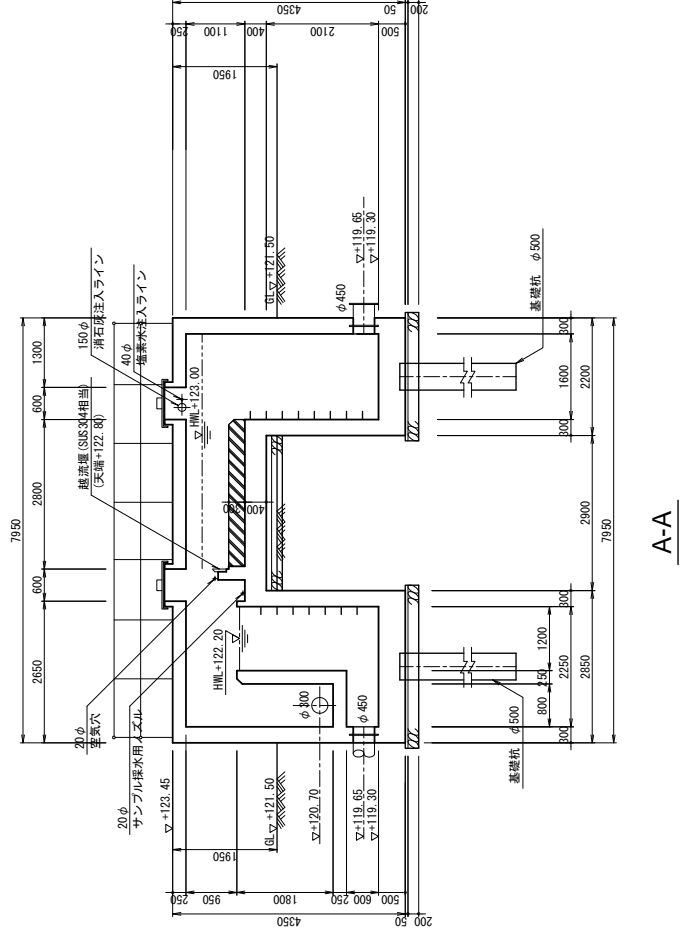 7950
2650
600
2800
600
1300
20φ
空気穴
20φ
サンプル採水用ノズル
越流堰(SUS304相当)
(天端+122.80)
150φ
消石灰注入ライン
40φ
塩素水注入ライン
▽+123.45
HWL+122.20
HWL+123.00
GL▽+121.50
▽+120.70
▽+119.65
▽+119.30
GL▽+121.50
▽+119.65
▽+119.30
φ300
φ450
φ450
400
300
1950
250
950
1800
250
600
500
4350
50
200
1950
250
1100
400
2100
500
4350
50
200
基礎杭 φ500
基礎杭 φ500
300
800
250
1200
300
300
1600
300
2250
2850
2900
2200
7950
A-A